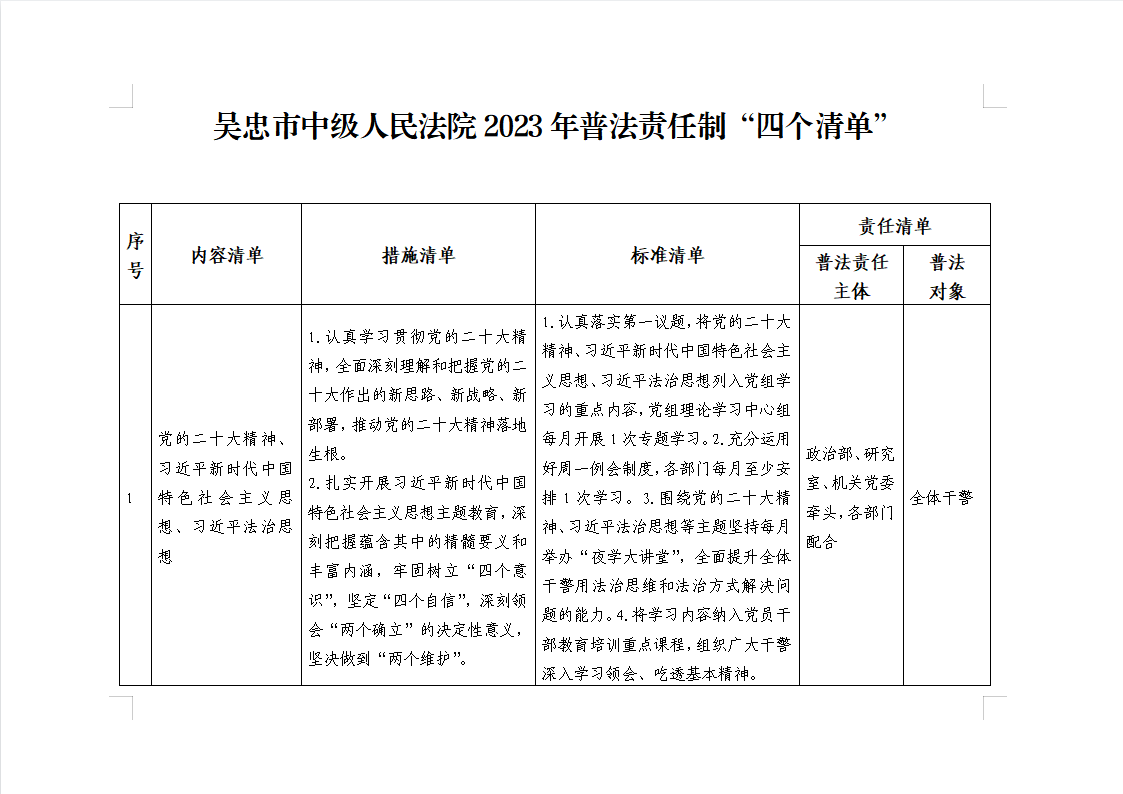 吴忠市中级人民法院 2023 年普法责任制“四个清单”
序号
内容清单
措施清单
标准清单
责任清单
普法责任
主体
普法
对象
1
党的二十大精神、
习近平新时代中国
特色社会主义思
想、习近平法治思
想
1.认真学习贯彻党的二十大精
神，全面深刻理解和把握党的二
十大作出的新思路、新战略、新
部署，推动党的二十大精神落地
生根。
2.扎实开展习近平新时代中国
特色社会主义思想主题教育，深
刻把握蕴含其中的精髓要义和
丰富内涵，牢固树立“四个意
识”，坚定“四个自信”，深刻领
会“两个确立”的决定性意义，
坚决做到“两个维护”。
1.认真落实第一议题，将党的二十大
精神、习近平新时代中国特色社会主
义思想、习近平法治思想列入党组学
习的重点内容，党组理论学习中心组
每月开展 1 次专题学习。2.充分运用
好周一例会制度，各部门每月至少安
排 1 次学习。3.围绕党的二十大精
神、习近平法治思想等主题坚持每月
举办“夜学大讲堂”，全面提升全体
干警用法治思维和法治方式解决问
题的能力。4.将学习内容纳入党员干
部教育培训重点课程，组织广大干警
深入学习领会、吃透基本精神。
政治部、研究
室、机关党委
牵头，各部门
配合
全体干警